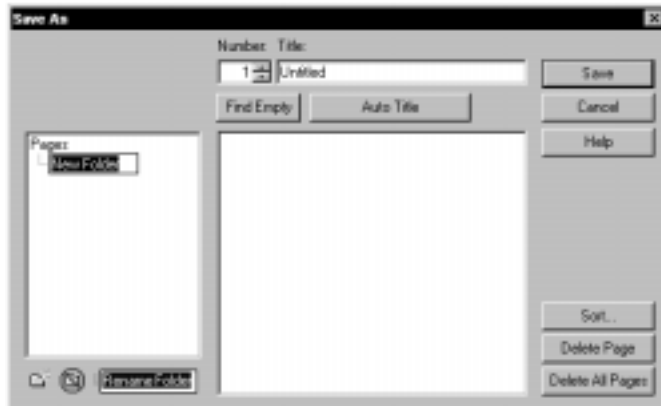 Save As
Number: Title:
1 Untitled
Save
Find Empty
Auto Title
Cancel
Help
Pages
New Folder
Sort...
Delete Page
Rename Folder
Delete All Pages